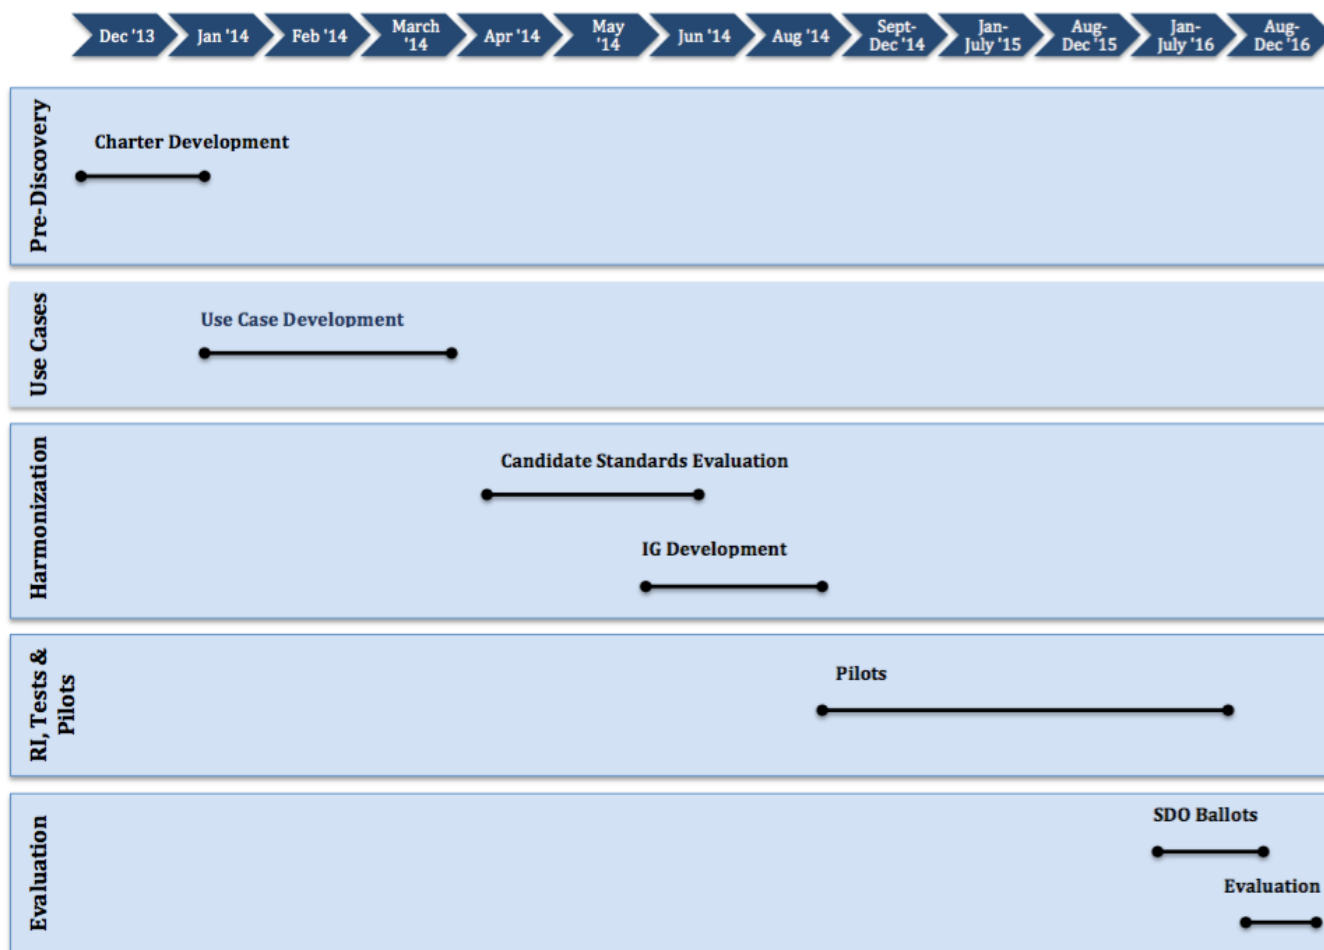 Dec '13
Jan '14
Feb '14
March
'14
Apr '14
May
'14
Jun '14
Aug '14
Sept-
Dec '14
Jan-
July '15
Aug-
Dec '15
Jan-
July '16
Aug-
Dec '16
Pre-Discovery
Charter Development
Use Cases
Use Case Development
Harmonization
Candidate Standards Evaluation
IG Development
RI, Tests &
Pilots
Pilots
Evaluation
SDO Ballots
Evaluation